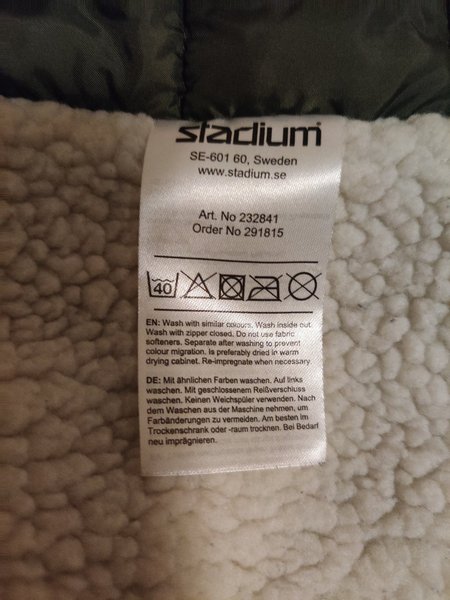 stadium
SE-601 60, Sweden
www.stadium.se
Art. No 232841
Order No 291815
40
EN: Wash with similar colours. Wash inside out.
Wash with zipper closed. Do not use fabric
softeners. Separate after washing to prevent
colour migration. Is preferably dried in warm
drying cabinet. Re-impregnate when necessary.
DE: Mit ähnlichen Farben waschen. Auf links
waschen. Mit geschlossenem Reißverschluss
waschen. Keinen Weichspüler verwenden. Nach
dem Waschen aus der Maschine nehmen, um
Farbänderungen zu vermeiden. Am besten im
Trockenschrank oder -raum trocknen. Bei Bedarf
neu imprägnieren.